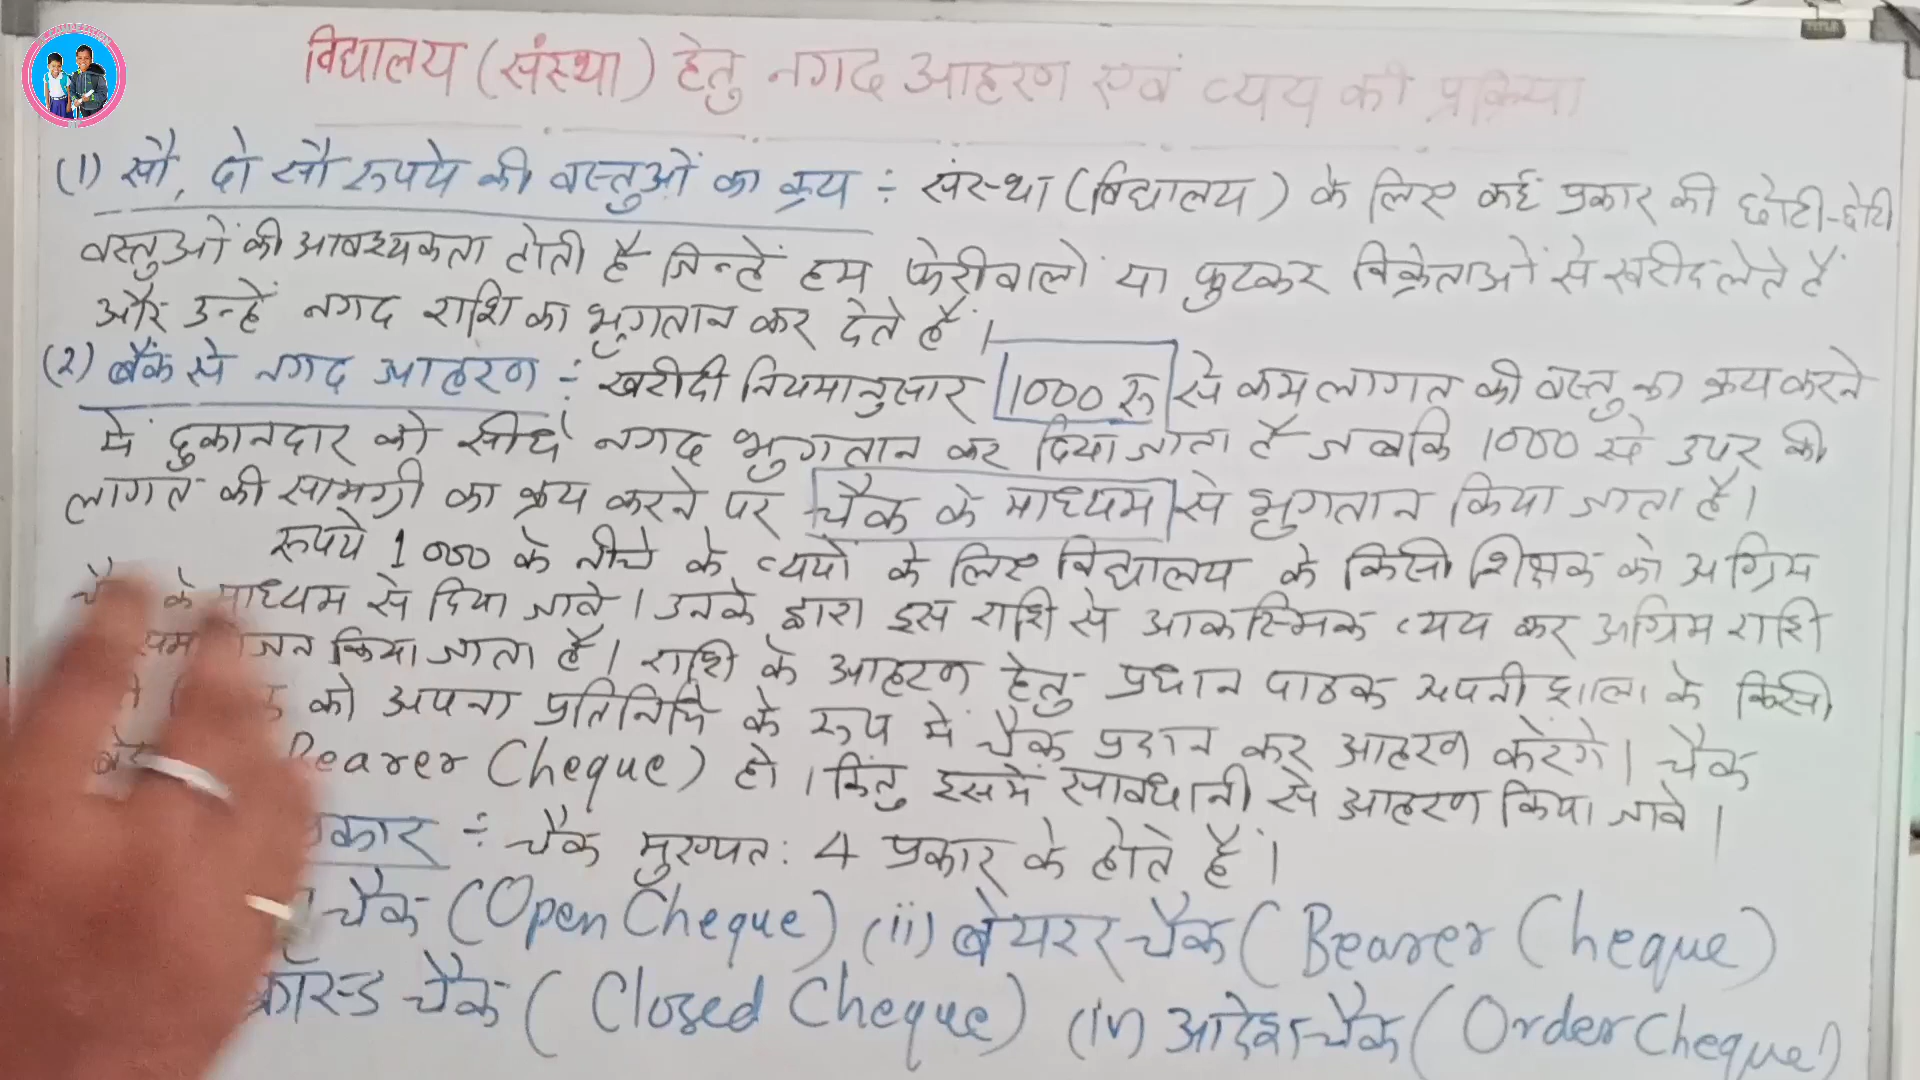 विद्यालय (संस्था) हेतु नगद आहरण एवं व्यय की प्रक्रिया
(1) सौ, दो सौ रूपये की वस्तुओं का क्रय ÷ संस्था (विद्यालय) के लिए कई प्रकार की छोटी-छोटी
वस्तुओं की आवश्यकता होती है जिन्हें हम फेरीवालों या फुटकर विक्रेताओं से खरीद लेते हैं
और उन्हें नगद राशि का भुगतान कर देते हैं।
(2) बैंक से नगद आहरण ÷ खरीदी नियमानुसार 1000 रू से कम लागत की वस्तु का क्रय करने
में दुकानदार को सीधे नगद भुगतान कर दिया जाता है जबकि 1000 से उपर की
लागत की सामग्री का क्रय करने पर चैक के माध्यम से भुगतान किया जाता है।
रूपये 1000 के नीचे के व्ययों के लिए विद्यालय के किसी शिक्षक को अग्रिम
चैक के माध्यम से दिया जावे। उनके द्वारा इस राशि से आकस्मिक व्यय कर अग्रिम राशि
किया जाता है। राशि के आहरण हेतु प्रधान पाठक अपनी शाला के किसी
को अपना प्रतिनिधि के रूप में चैक प्रदान कर आहरण करेंगे। चैक
Bearer Cheque) हो। किंतु इसमें सावधानी से आहरण किया जावे।
प्रकार ÷ चैक मुख्यतः 4 प्रकार के होते हैं।
चैक (Open Cheque) (ii) बेयरर चैक (Bearer Cheque)
क्रॉस्ड चैक (Closed Cheque) (iv) आदेश चैक (Order Cheque)